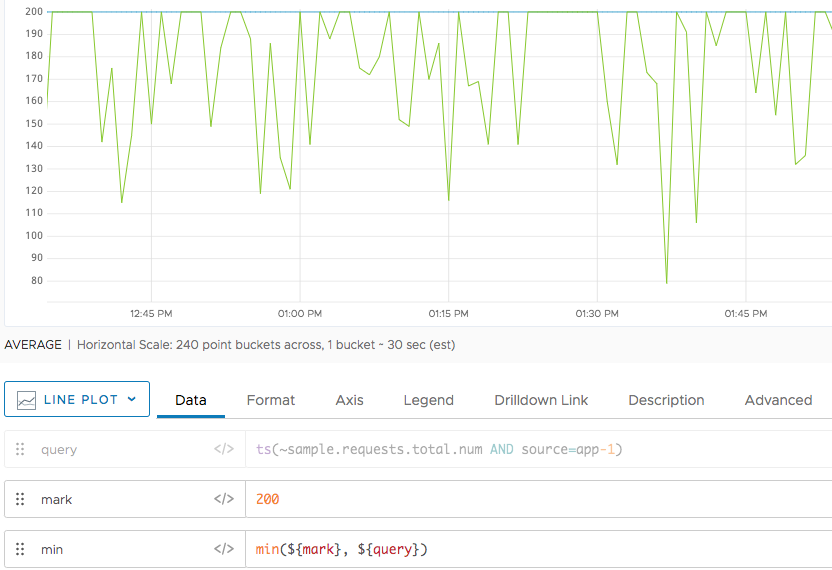 200
190
180
170
160
150
140
130
120
110
100
90
80
12:45 PM 01:00 PM 01:15 PM 01:30 PM 01:45 PM
AVERAGE | Horizontal Scale: 240 point buckets across, 1 bucket ~ 30 sec (est)
LINE PLOT Data Format Axis Legend Drilldown Link Description Advanced
query </> ts(~sample.requests.total.num AND source=app-1)
mark </> 200
min </> min(${mark}, ${query})